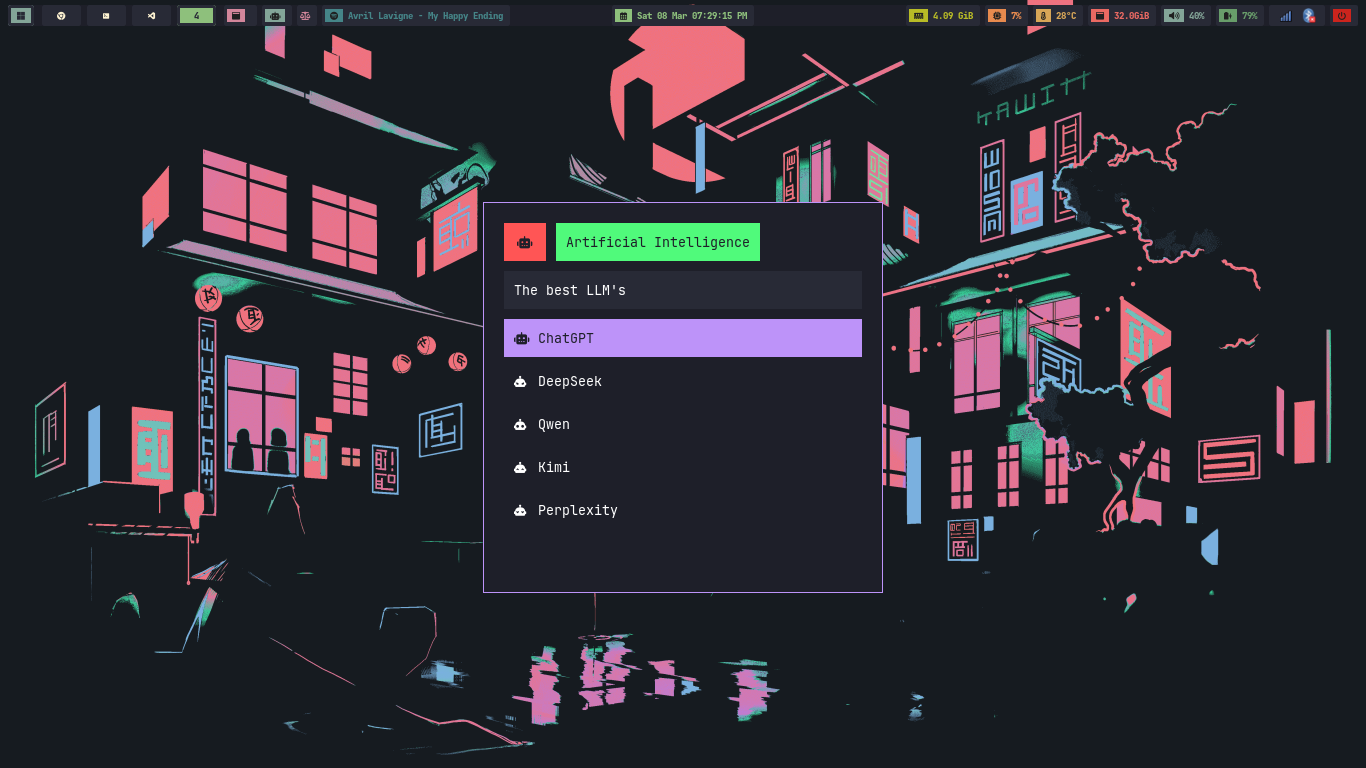 4
Avril Lavigne - My Happy Ending
Sat 08 Mar 07:29:15 PM
4.09 GiB
7%
28°C
32.0GiB
40%
79%
Artificial Intelligence
The best LLM's
ChatGPT
DeepSeek
Qwen
Kimi
Perplexity